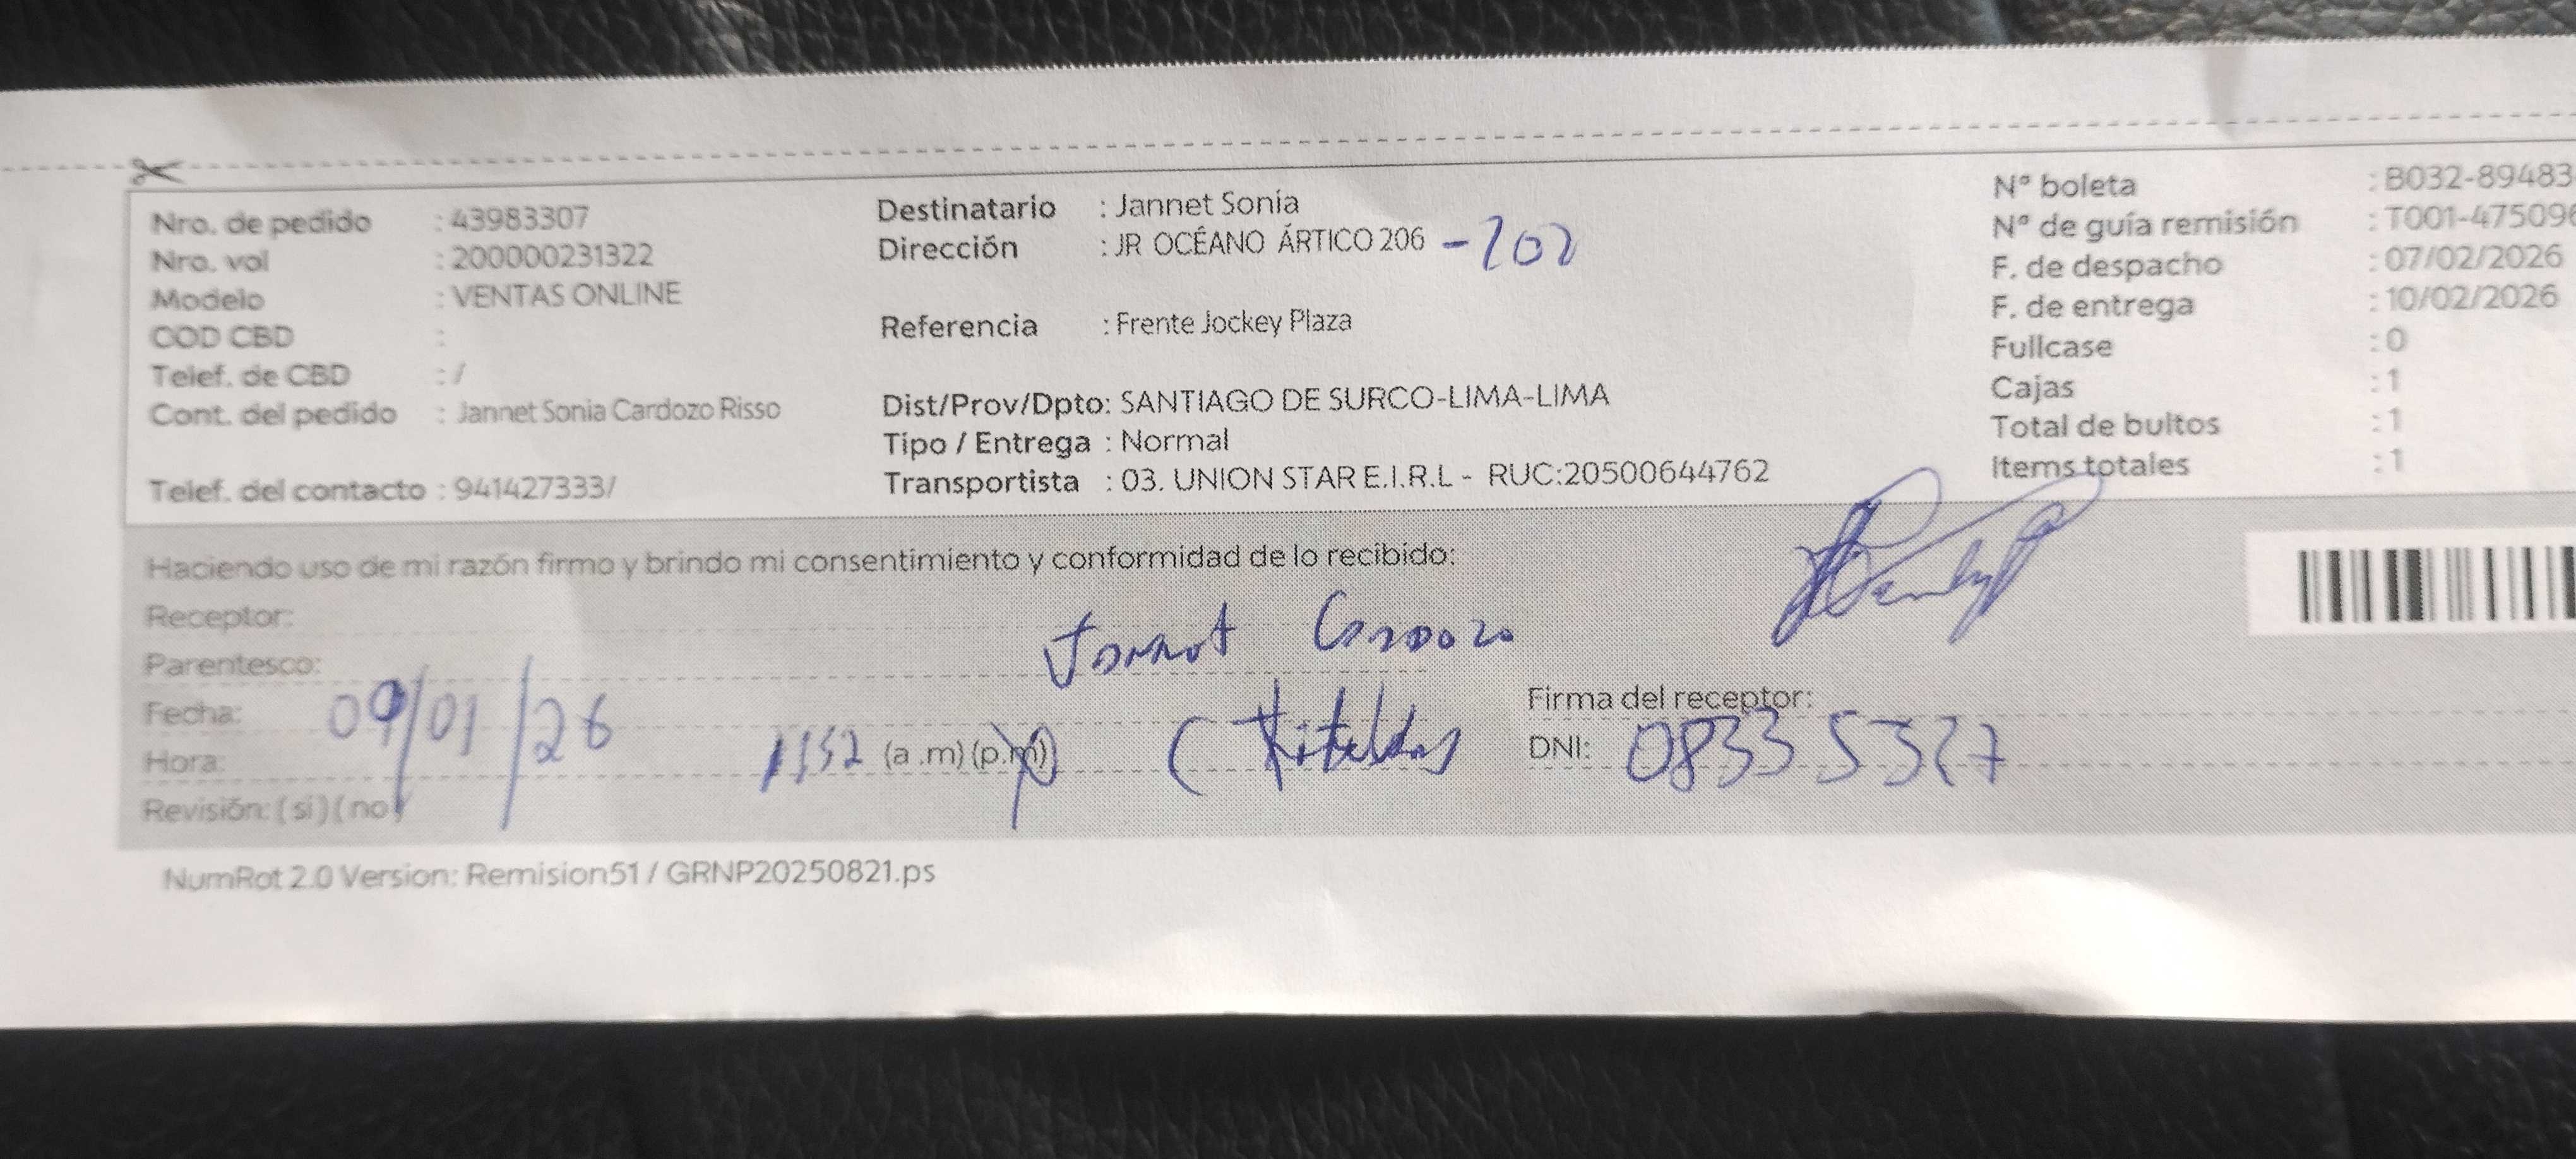 Nro. de pedido : 43983307
Nro. vol : 200000231322
Modelo : VENTAS ONLINE
COD CBD :
Telef. de CBD : /
Cont. del pedido : Jannet Sonia Cardozo Risso
Telef. del contacto : 941427333/
Destinatario : Jannet Sonia
Dirección : JR OCÉANO ÁRTICO 206 - 202
Referencia : Frente Jockey Plaza
Dist/Prov/Dpto: SANTIAGO DE SURCO-LIMA-LIMA
Tipo / Entrega : Normal
Transportista : 03. UNION STAR E.I.R.L - RUC:20500644762
Nº boleta : B032-89483
Nº de guía remisión : T001-475096
F. de despacho : 07/02/2026
F. de entrega : 10/02/2026
Fullcase : 0
Cajas : 1
Total de bultos : 1
Items totales : 1
Haciendo uso de mi razón firmo y brindo mi consentimiento y conformidad de lo recibido:
Receptor: Jannet Cardozo
Parentesco:
Fecha: 09/01/26
Hora: 1152 (a .m) (p.m)
Revisión: ( si ) ( no )
Firma del receptor:
DNI: 08335327
NumRot 2.0 Version: Remision51 / GRNP20250821.ps